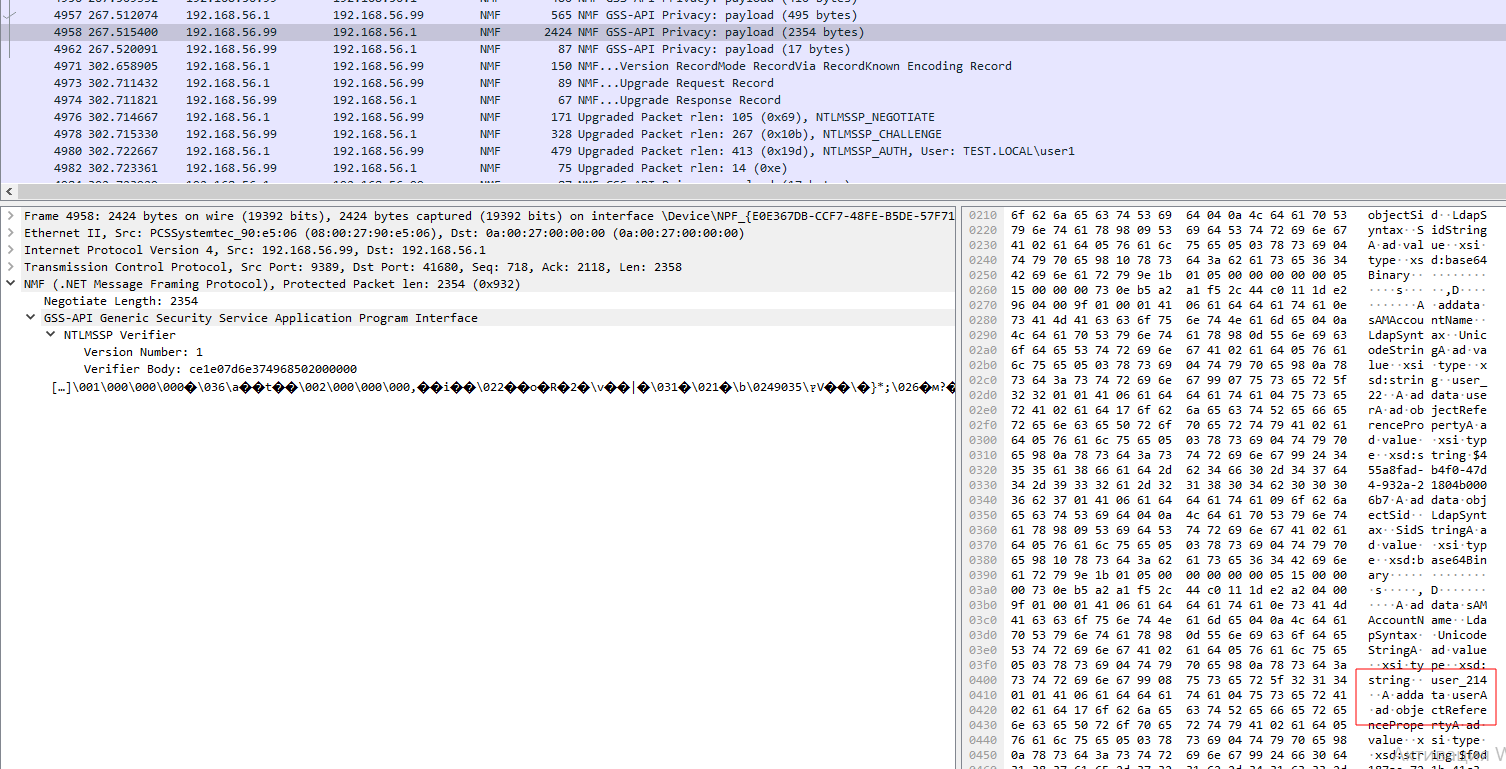 4957 267.512074 192.168.56.1 192.168.56.99 NMF 565 NMF GSS-API Privacy: payload (495 bytes)
4958 267.515400 192.168.56.99 192.168.56.1 NMF 2424 NMF GSS-API Privacy: payload (2354 bytes)
4962 267.520091 192.168.56.99 192.168.56.1 NMF 87 NMF GSS-API Privacy: payload (17 bytes)
4971 302.658905 192.168.56.1 192.168.56.99 NMF 150 NMF...Version RecordMode RecordVia RecordKnown Encoding Record
4973 302.711432 192.168.56.1 192.168.56.99 NMF 89 NMF...Upgrade Request Record
4974 302.711821 192.168.56.99 192.168.56.1 NMF 67 NMF...Upgrade Response Record
4976 302.714667 192.168.56.1 192.168.56.99 NMF 171 Upgraded Packet rlen: 105 (0x69), NTLMSSP_NEGOTIATE
4978 302.715330 192.168.56.99 192.168.56.1 NMF 328 Upgraded Packet rlen: 267 (0x10b), NTLMSSP_CHALLENGE
4980 302.722667 192.168.56.1 192.168.56.99 NMF 479 Upgraded Packet rlen: 413 (0x19d), NTLMSSP_AUTH, User: TEST.LOCAL\user1
4982 302.723361 192.168.56.99 192.168.56.1 NMF 75 Upgraded Packet rlen: 14 (0xe)
Frame 4958: 2424 bytes on wire (19392 bits), 2424 bytes captured (19392 bits) on interface \Device\NPF_{E0E367DB-CCF7-48FE-B5DE-57F71
Ethernet II, Src: PCSSystemtec_90:e5:06 (08:00:27:90:e5:06), Dst: 0a:00:27:00:00:00 (0a:00:27:00:00:00)
Internet Protocol Version 4, Src: 192.168.56.99, Dst: 192.168.56.1
Transmission Control Protocol, Src Port: 9389, Dst Port: 41680, Seq: 718, Ack: 2118, Len: 2358
NMF (.NET Message Framing Protocol), Protected Packet len: 2354 (0x932)
Negotiate Length: 2354
GSS-API Generic Security Service Application Program Interface
NTLMSSP Verifier
Version Number: 1
Verifier Body: ce1e07d6e374968502000000
0210 6f 62 6a 65 63 74 53 69 64 04 0a 4c 64 61 70 53 objectSi d··LdapS
0220 79 6e 74 61 78 98 09 53 69 64 53 74 72 69 6e 67 yntax··S idString
0230 41 02 61 64 05 76 61 6c 75 65 05 03 78 73 69 04 A·ad·val ue··xsi·
0240 74 79 70 65 98 10 78 73 64 3a 62 61 73 65 36 34 type··xs d:base64
0250 42 69 6e 61 72 79 9e 1b 01 05 00 00 00 00 00 05 Binary·· ········
0260 15 00 00 00 73 0e b5 a2 a1 f5 2c 44 c0 11 1d e2 ····s··· ··,D····
0270 96 04 00 9f 01 00 01 41 06 61 64 64 61 74 61 0e ·······A ·addata·
0280 73 41 4d 41 63 63 6f 75 6e 74 4e 61 6d 65 04 0a sAMAccou ntName··
0290 4c 64 61 70 53 79 6e 74 61 78 98 0d 55 6e 69 63 LdapSynt ax··Unic
02a0 6f 64 65 53 74 72 69 6e 67 41 02 61 64 05 76 61 odeStrin gA·ad·va
02b0 6c 75 65 05 03 78 73 69 04 74 79 70 65 98 0a 78 lue··xsi ·type··x
02c0 73 64 3a 73 74 72 69 6e 67 99 07 75 73 65 72 5f sd:strin g··user_
02d0 32 32 01 01 41 06 61 64 64 61 74 61 04 75 73 65 22··A·ad data·use
02e0 72 41 02 61 64 17 6f 62 6a 65 63 74 52 65 66 65 rA·ad·ob jectRefe
02f0 72 65 6e 63 65 50 72 6f 70 65 72 74 79 41 02 61 rencePro pertyA·a
0300 64 05 76 61 6c 75 65 05 03 78 73 69 04 74 79 70 d·value· ·xsi·typ
0310 65 98 0a 78 73 64 3a 73 74 72 69 6e 67 99 24 34 e··xsd:s tring·$4
0320 35 35 61 38 66 61 64 2d 62 34 66 30 2d 34 37 64 55a8fad- b4f0-47d
0330 34 2d 39 33 32 61 2d 32 31 38 30 34 62 30 30 30 4-932a-2 1804b000
0340 36 62 37 01 41 06 61 64 64 61 74 61 09 6f 62 6a 6b7·A·ad data·obj
0350 65 63 74 53 69 64 04 0a 4c 64 61 70 53 79 6e 74 ectSid·· LdapSynt
0360 61 78 98 09 53 69 64 53 74 72 69 6e 67 41 02 61 ax··SidS tringA·a
0370 64 05 76 61 6c 75 65 05 03 78 73 69 04 74 79 70 d·value· ·xsi·typ
0380 65 98 10 78 73 64 3a 62 61 73 65 36 34 42 69 6e e··xsd:b ase64Bin
0390 61 72 79 9e 1b 01 05 00 00 00 00 00 05 15 00 00 ary····· ········
03a0 00 73 0e b5 a2 a1 f5 2c 44 c0 11 1d e2 a2 04 00 ·s·····, D·······
03b0 9f 01 00 01 41 06 61 64 64 61 74 61 0e 73 41 4d ····A·ad data·sAM
03c0 41 63 63 6f 75 6e 74 4e 61 6d 65 04 0a 4c 64 61 AccountN ame··Lda
03d0 70 53 79 6e 74 61 78 98 0d 55 6e 69 63 6f 64 65 pSyntax· ·Unicode
03e0 53 74 72 69 6e 67 41 02 61 64 05 76 61 6c 75 65 StringA· ad·value
03f0 05 03 78 73 69 04 74 79 70 65 98 0a 78 73 64 3a ··xsi·ty pe··xsd:
0400 73 74 72 69 6e 67 99 08 75 73 65 72 5f 32 31 34 string·· user_214
0410 01 01 41 06 61 64 64 61 74 61 04 75 73 65 72 41 ··A·adda ta·userA
0420 02 61 64 17 6f 62 6a 65 63 74 52 65 66 65 72 65 ·ad·obje ctRefere
0430 6e 63 65 50 72 6f 70 65 72 74 79 41 02 61 64 05 ncePrope rtyA·ad·
0440 76 61 6c 75 65 05 03 78 73 69 04 74 79 70 65 98 value··x si·type·
0450 0a 78 73 64 3a 73 74 72 69 6e 67 99 24 66 30 64 ·xsd:str ing·$f0d